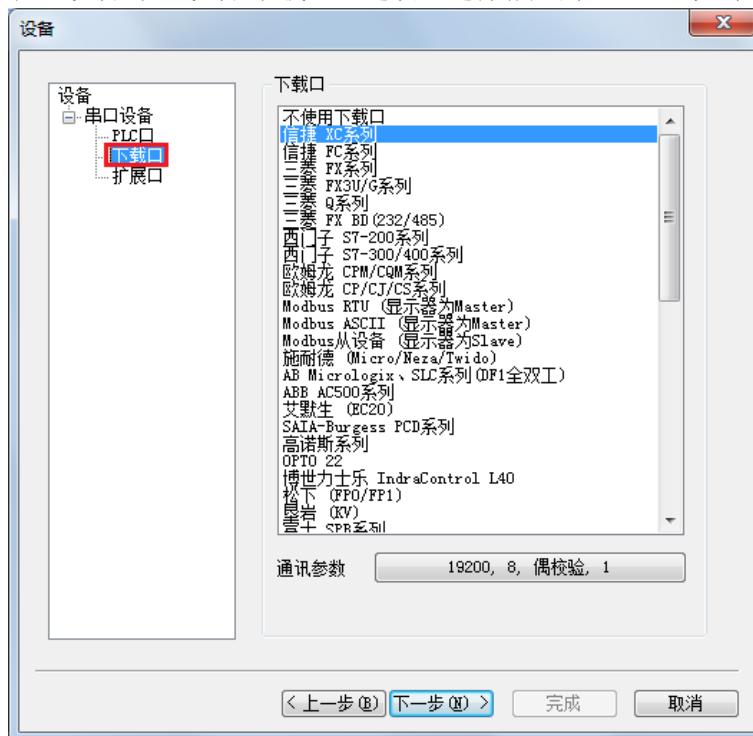 设备
设备
串口设备
PLC口
下载口
扩展口
下载口
不使用下载口
信捷 XC系列
信捷 FC系列
三菱 FX系列
三菱 FX3U/G系列
三菱 Q系列
三菱 FX BD(232/485)
西门子 S7-200系列
西门子 S7-300/400系列
欧姆龙 CPM/CQM系列
欧姆龙 CP/CJ/CS系列
Modbus RTU (显示器为Master)
Modbus ASCII (显示器为Master)
Modbus从设备 (显示器为Slave)
施耐德 (Micro/Neza/Twido)
AB Micrologix、SLC系列(DF1全双工)
ABB AC500系列
艾默生 (EC20)
SAIA-Burgess PCD系列
高诺斯系列
OPTO 22
博世力士乐 IndraControl L40
松下 (FP0/FP1)
(KV)
SPB系列
通讯参数 19200, 8, 偶校验, 1
< 上一步(B) 下一步(N) > 完成 取消